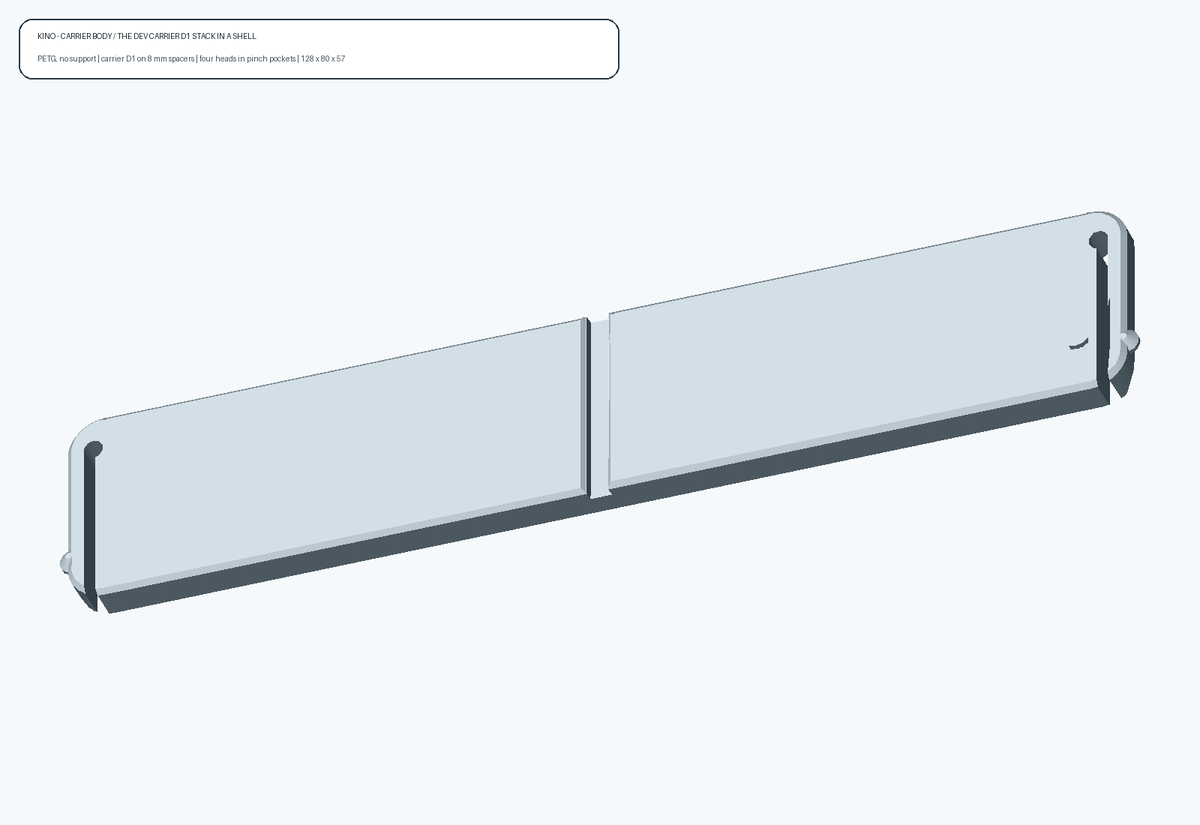 KINO - CARRIER BODY / THE DEV CARRIER D1 STACK IN A SHELL
PETG, no support | carrier D1 on 8 mm spacers | four heads in pinch pockets | 128 x 80 x 57